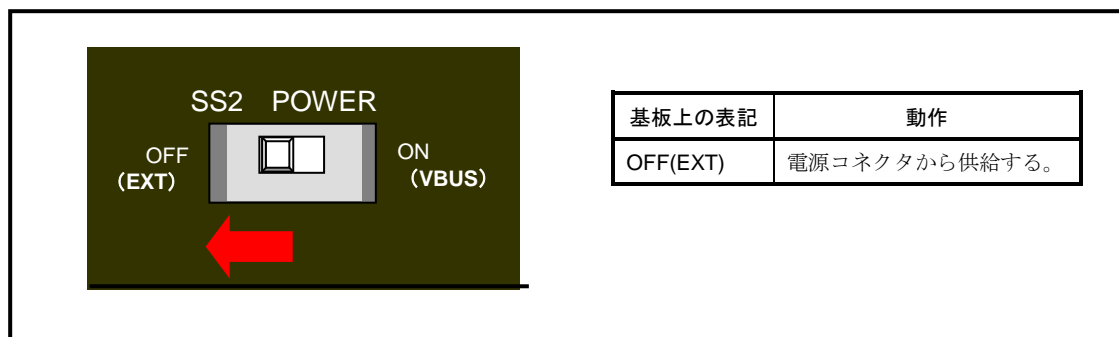 SS2 POWER
OFF
（EXT）
ON
（VBUS）
基板上の表記 動作
OFF(EXT) 電源コネクタから供給する。